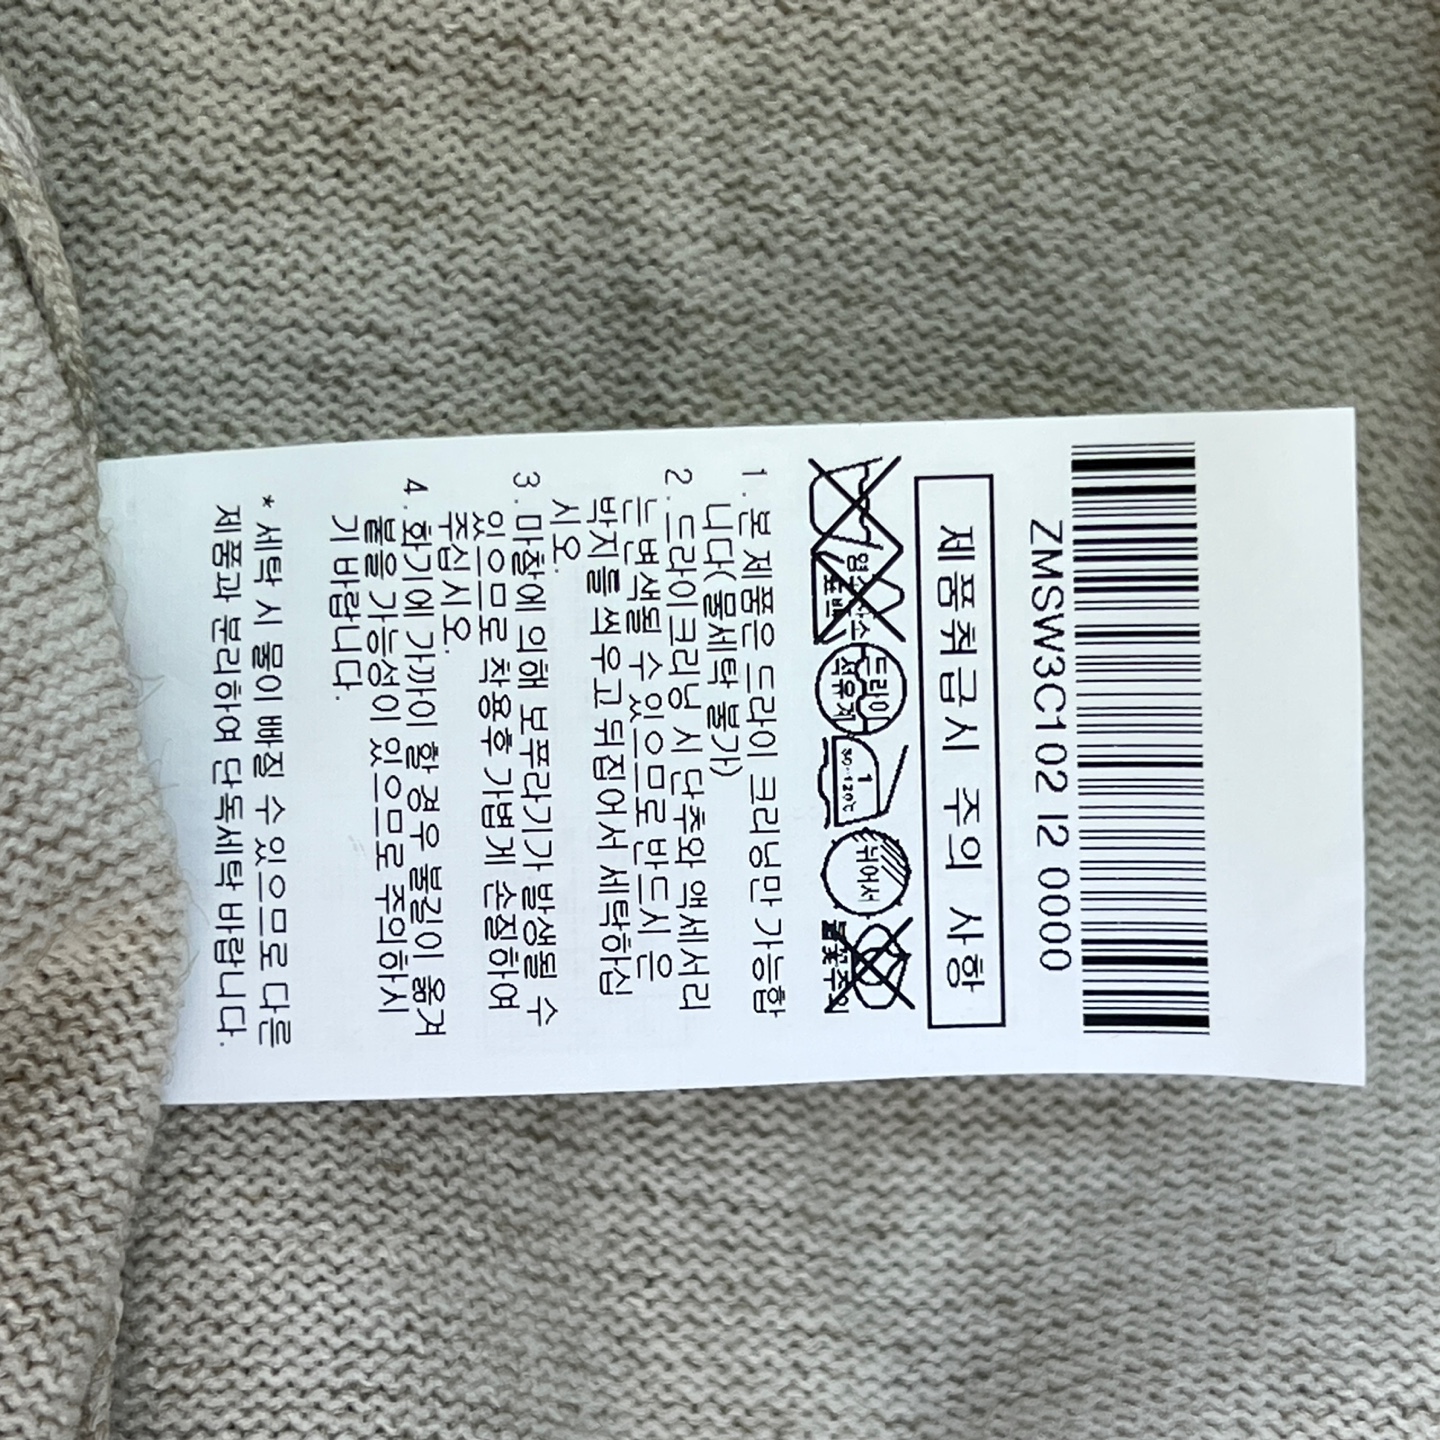 ZMSW3C102 I2 0000
제품취급시 주의 사항
염소 산소
표백
드라이
석유계
1
80~120℃
뉘어서
불꽃주의
1. 본 제품은 드라이 크리닝만 가능합
니다(물세탁 불가)
2. 드라이크리닝 시 단추와 액세서리
는 변색될 수 있으므로 반드시 은
박지를 씌우고 뒤집어서 세탁하십
시오.
3. 마찰에 의해 보푸라기가 발생될 수
있으므로 착용후 가볍게 손질하여
주십시오.
4. 화기에 가까이 할 경우 불길이 옮겨
붙을 가능성이 있으므로 주의하시
기 바랍니다.
* 세탁 시 물이 빠질 수 있으므로 다른
제품과 분리하여 단독세탁 바랍니다.